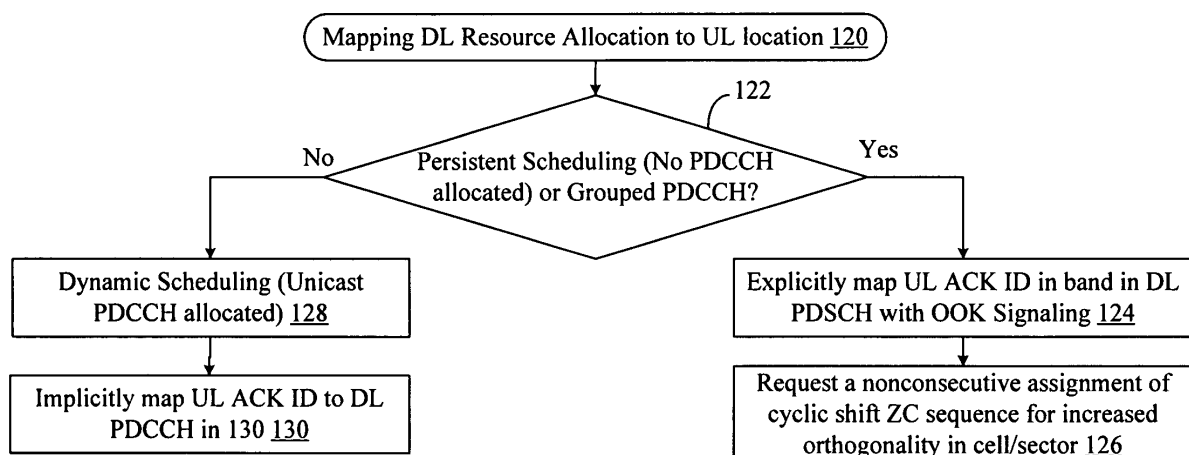 Mapping DL Resource Allocation to UL location 120
122
No
Persistent Scheduling (No PDCCH
allocated) or Grouped PDCCH?
Yes
Dynamic Scheduling (Unicast
PDCCH allocated) 128
Explicitly map UL ACK ID in band in DL
PDSCH with OOK Signaling 124
Implicitly map UL ACK ID to DL
PDCCH in 130 130
Request a nonconsecutive assignment of
cyclic shift ZC sequence for increased
orthogonality in cell/sector 126